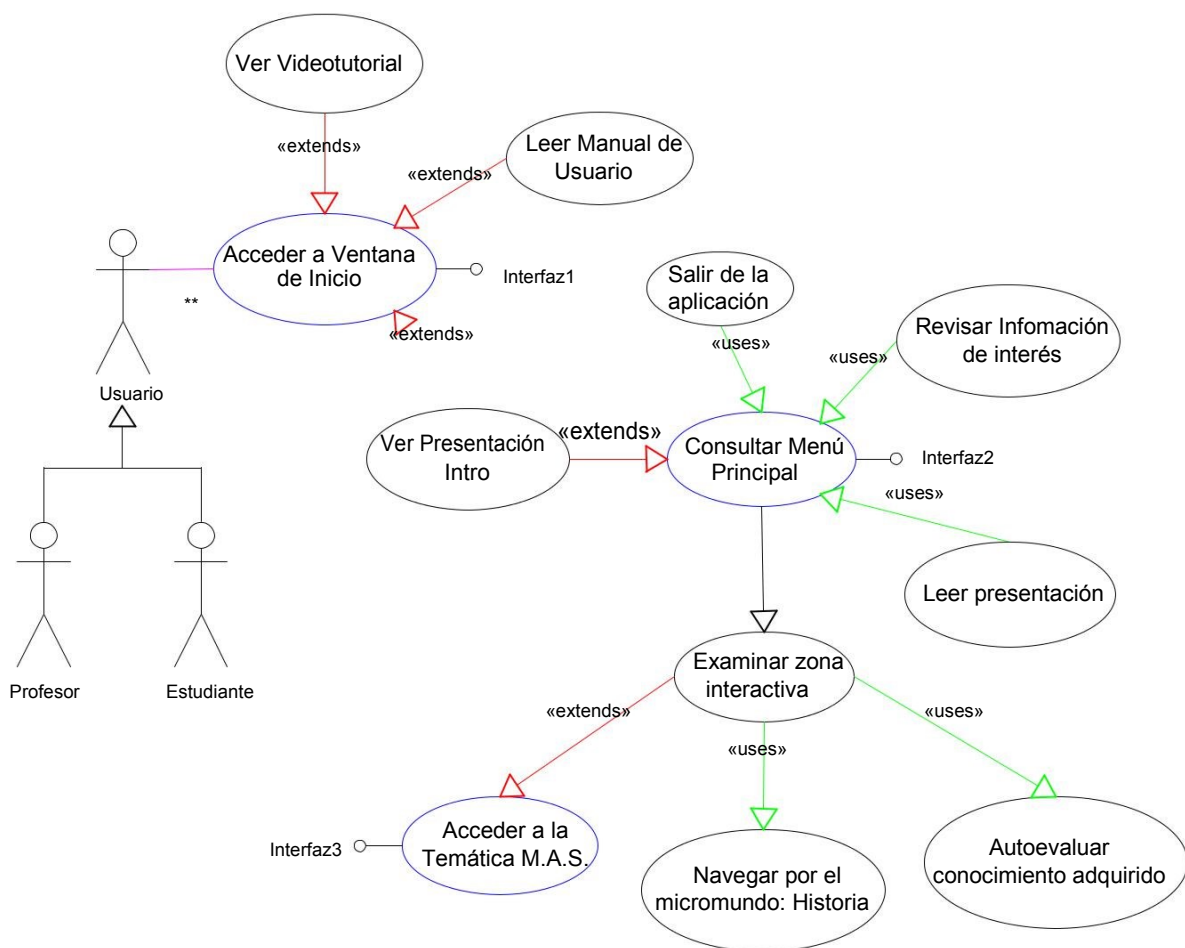 Ver Videotutorial
«extends»
Leer Manual de
Usuario
«extends»
Acceder a Ventana
de Inicio
Interfaz1
**
«extends»
Usuario
Salir de la
aplicación
«uses»
Revisar Infomación
de interés
«uses»
Ver Presentación
Intro
«extends»
Consultar Menú
Principal
Interfaz2
«uses»
Leer presentación
Profesor
Estudiante
Examinar zona
interactiva
«extends»
«uses»
«uses»
Interfaz3
Acceder a la
Temática M.A.S.
Navegar por el
micromundo: Historia
Autoevaluar
conocimiento adquirido